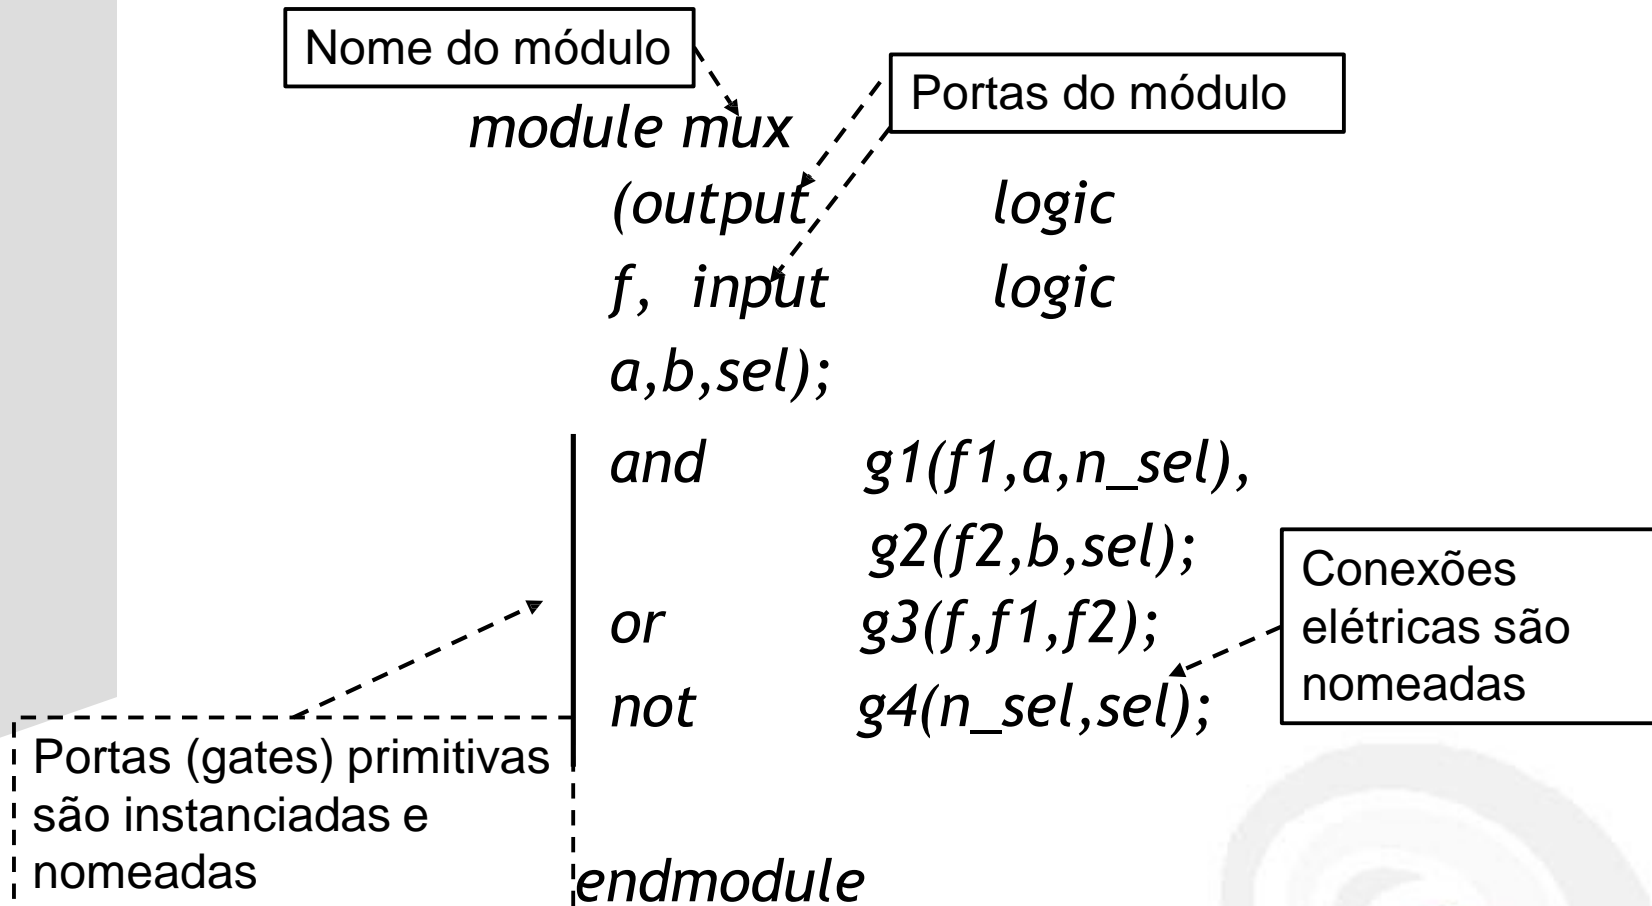 Nome do módulo
Portas do módulo
module mux
(output logic
f, input logic
a,b,sel);
and g1(f1,a,n_sel),
g2(f2,b,sel);
or g3(f,f1,f2);
not g4(n_sel,sel);
Conexões
elétricas são
nomeadas
Portas (gates) primitivas
são instanciadas e
nomeadas
endmodule